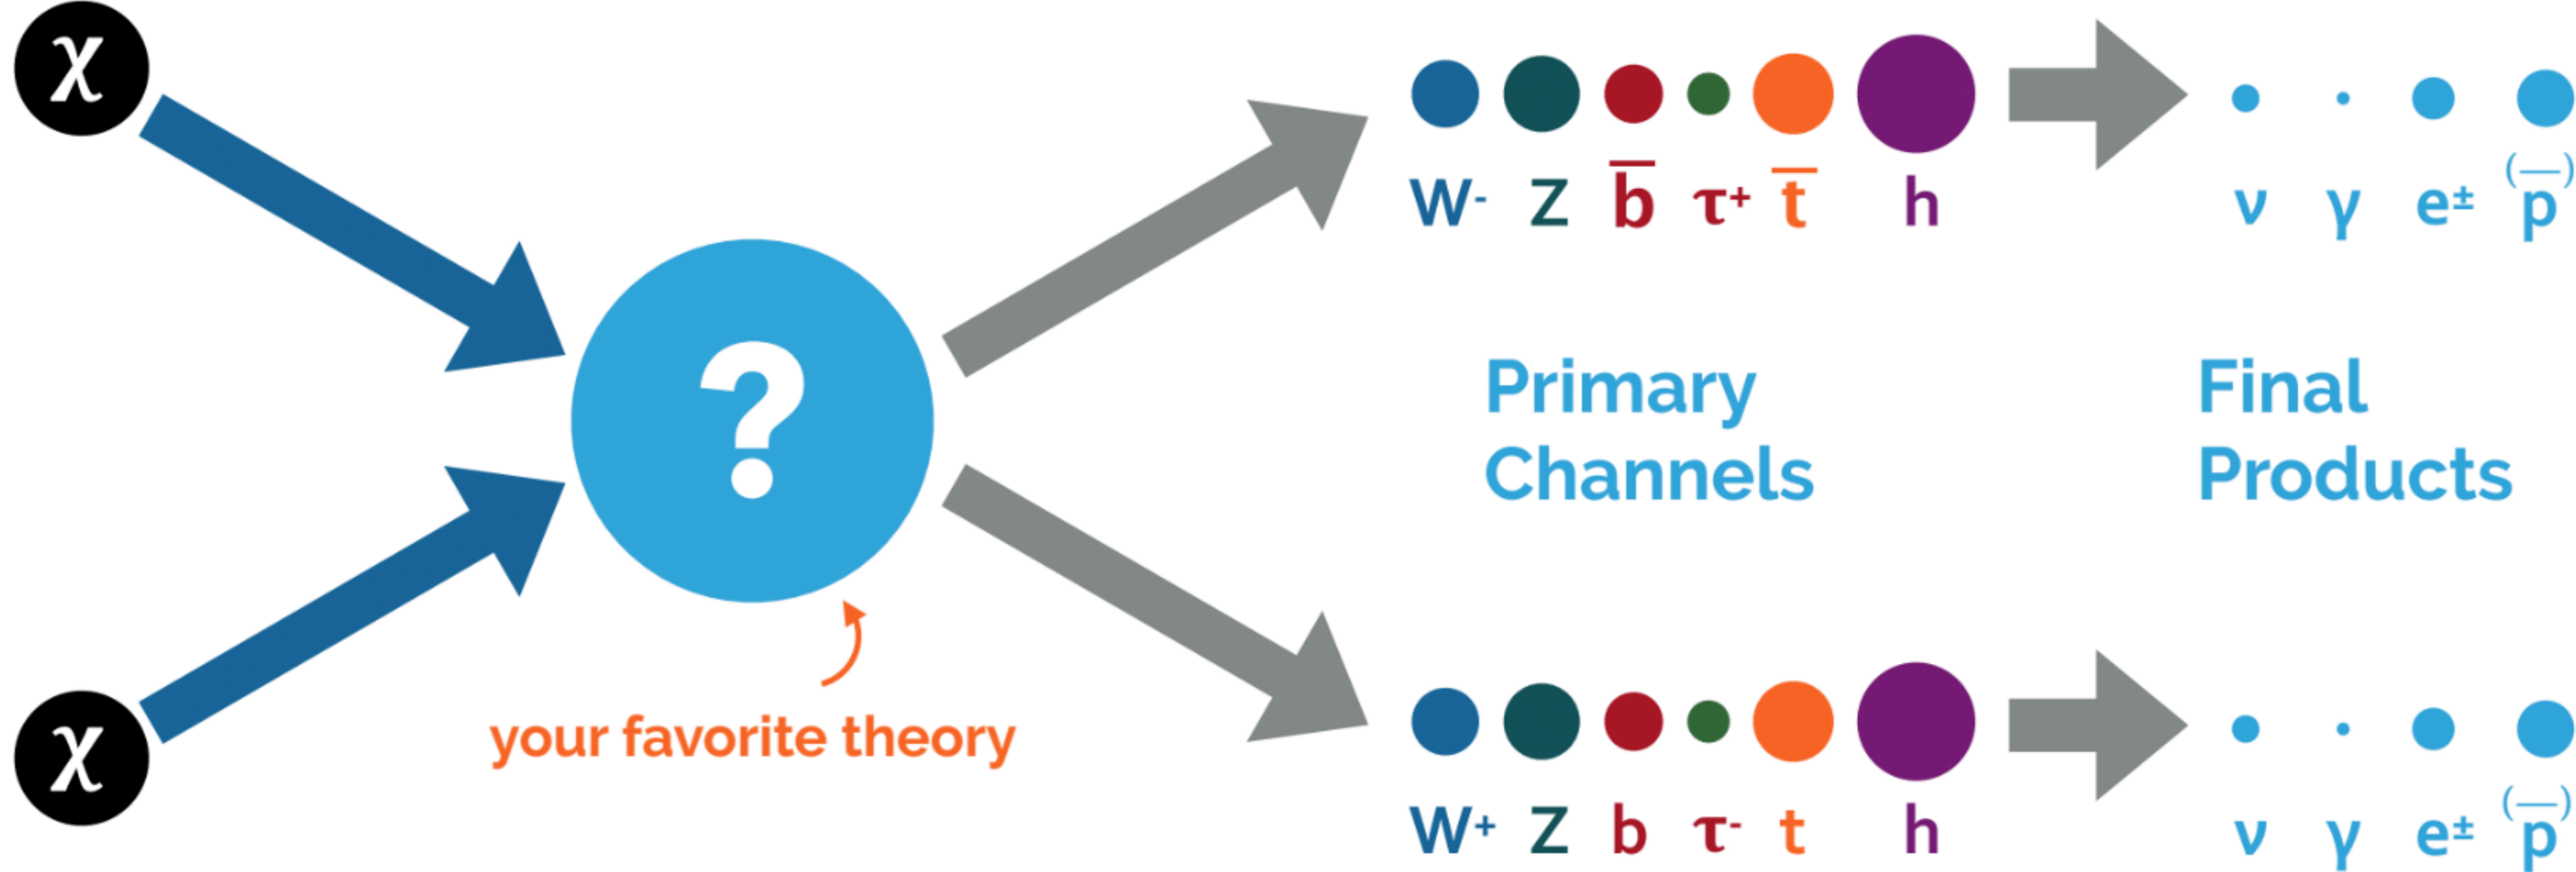 χ
W⁻ Z b̅ τ⁺ t̅ h
ν γ e± (p̅)
?
Primary
Channels
Final
Products
your favorite theory
χ
W⁺ Z b τ⁻ t h
ν γ e± (p̅)